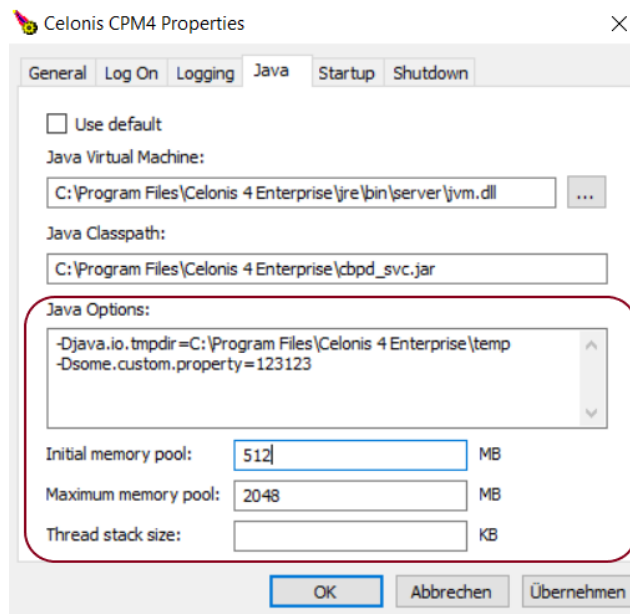 Celonis CPM4 Properties
General Log On Logging Java Startup Shutdown
Use default
Java Virtual Machine:
C:\Program Files\Celonis 4 Enterprise\jre\bin\server\jvm.dll ...
Java Classpath:
C:\Program Files\Celonis 4 Enterprise\cbpd_svc.jar
Java Options:
-Djava.io.tmpdir=C:\Program Files\Celonis 4 Enterprise\temp
-Dsome.custom.property=123123
Initial memory pool: 512 MB
Maximum memory pool: 2048 MB
Thread stack size: KB
OK Abbrechen Übernehmen